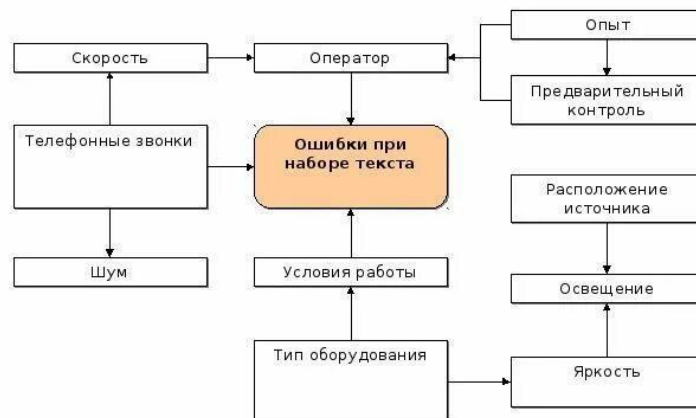 Опыт
Скорость
Оператор
Предварительный
контроль
Телефонные звонки
Ошибки при
наборе текста
Расположение
источника
Шум
Условия работы
Освещение
Тип оборудования
Яркость